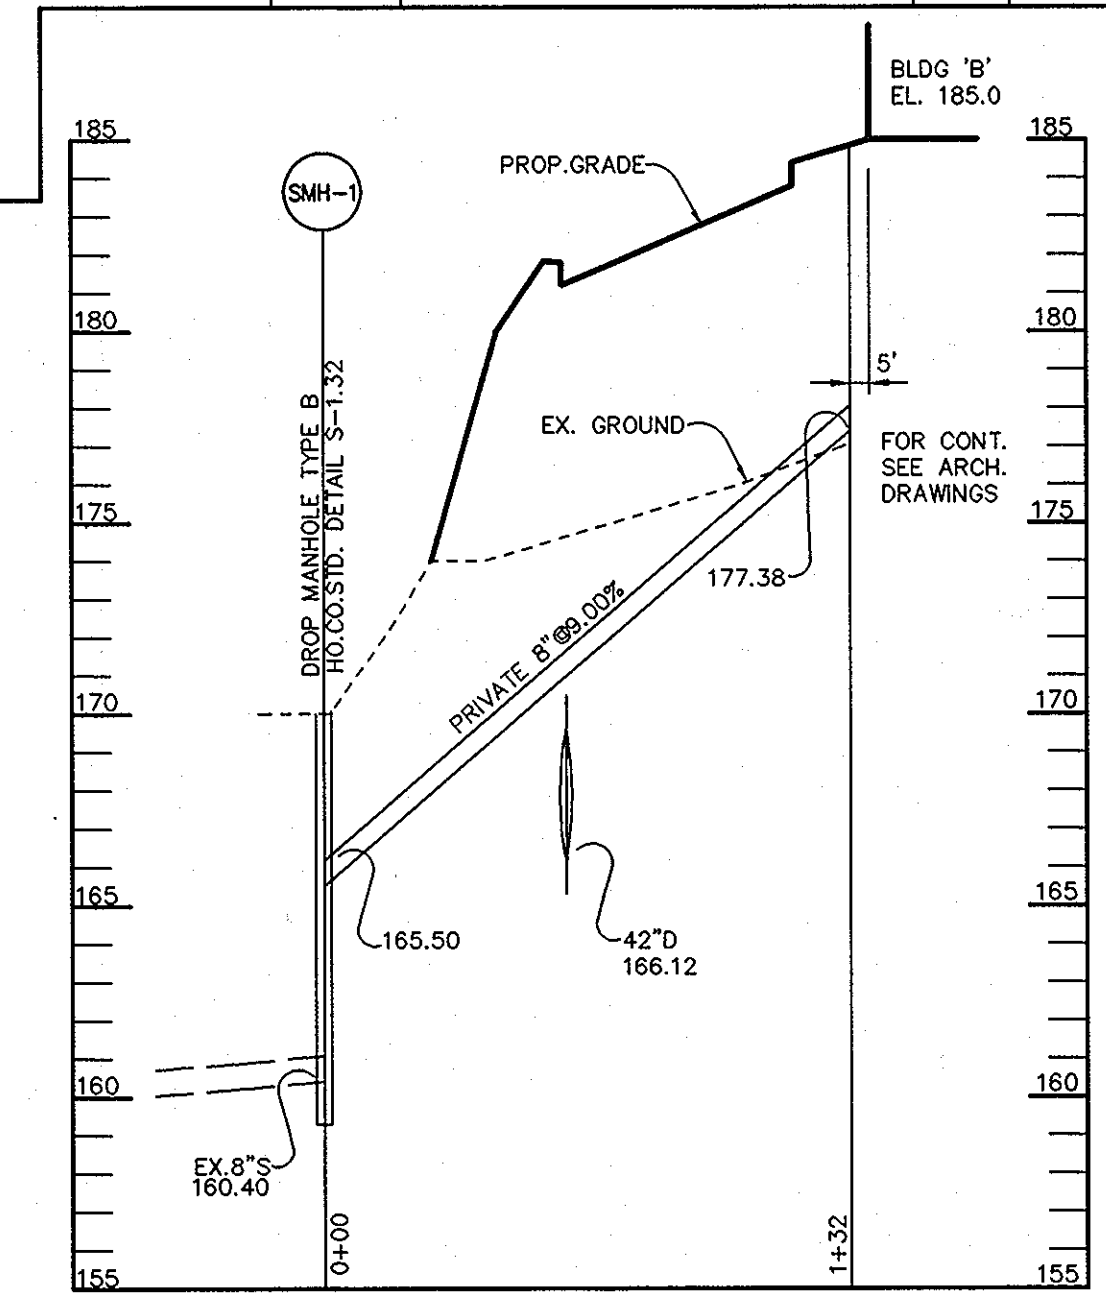 BLDG 'B'
EL. 185.0
185
185
PROP.GRADE
SMH-1
180
180
5'
DROP MANHOLE TYPE B
HO.CO.STD. DETAIL S-1.32
EX. GROUND
FOR CONT.
SEE ARCH.
DRAWINGS
175
175
177.38
PRIVATE 8"@9.00%
170
170
165
165
165.50
42"D
166.12
160
160
EX.8"S
160.40
0+00
1+32
155
155